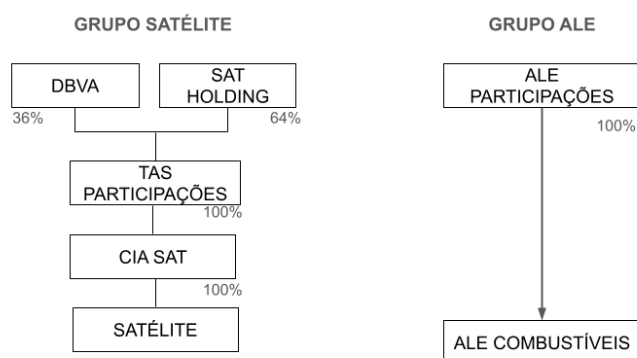 GRUPO SATÉLITE
DBVA
SAT
HOLDING
36%
64%
TAS
PARTICIPAÇÕES
100%
CIA SAT
100%
SATÉLITE
GRUPO ALE
ALE
PARTICIPAÇÕES
100%
ALE COMBUSTÍVEIS